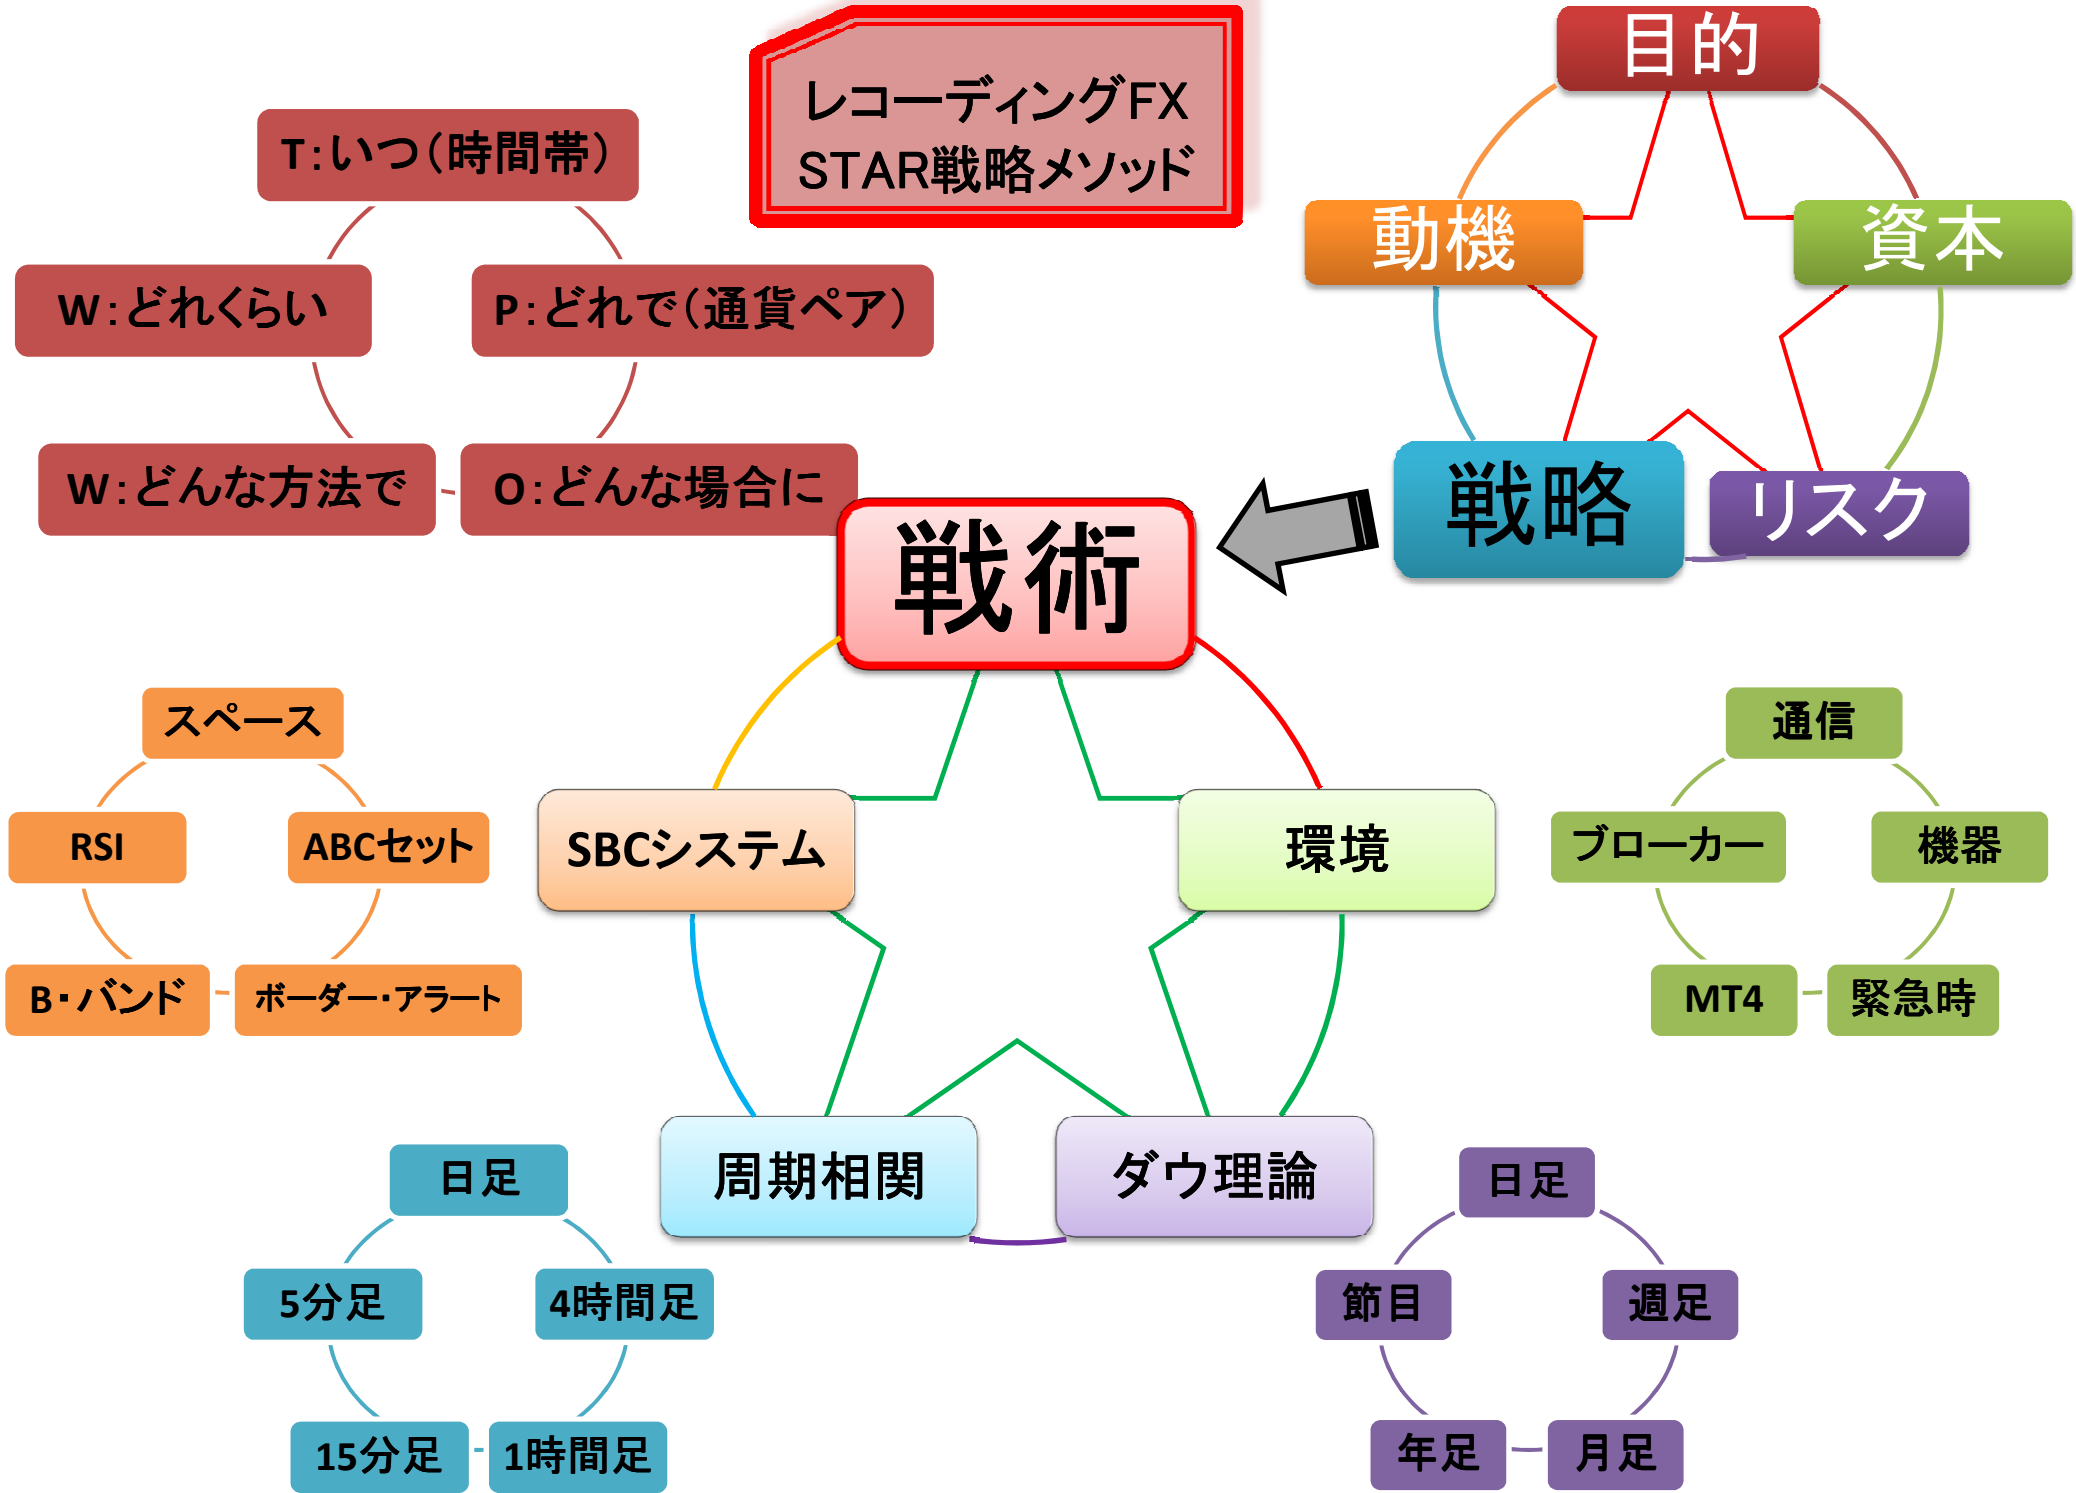 レコーディングFX
STAR戦略メソッド
目的
動機
資本
戦略
リスク
T：いつ（時間帯）
W：どれくらい
P：どれで（通貨ペア）
W：どんな方法で
O：どんな場合に
戦術
SBCシステム
環境
周期相関
ダウ理論
スペース
RSI
ABCセット
B・バンド
ボーダー・アラート
通信
ブローカー
機器
MT4
緊急時
日足
5分足
4時間足
15分足
1時間足
日足
節目
週足
年足
月足